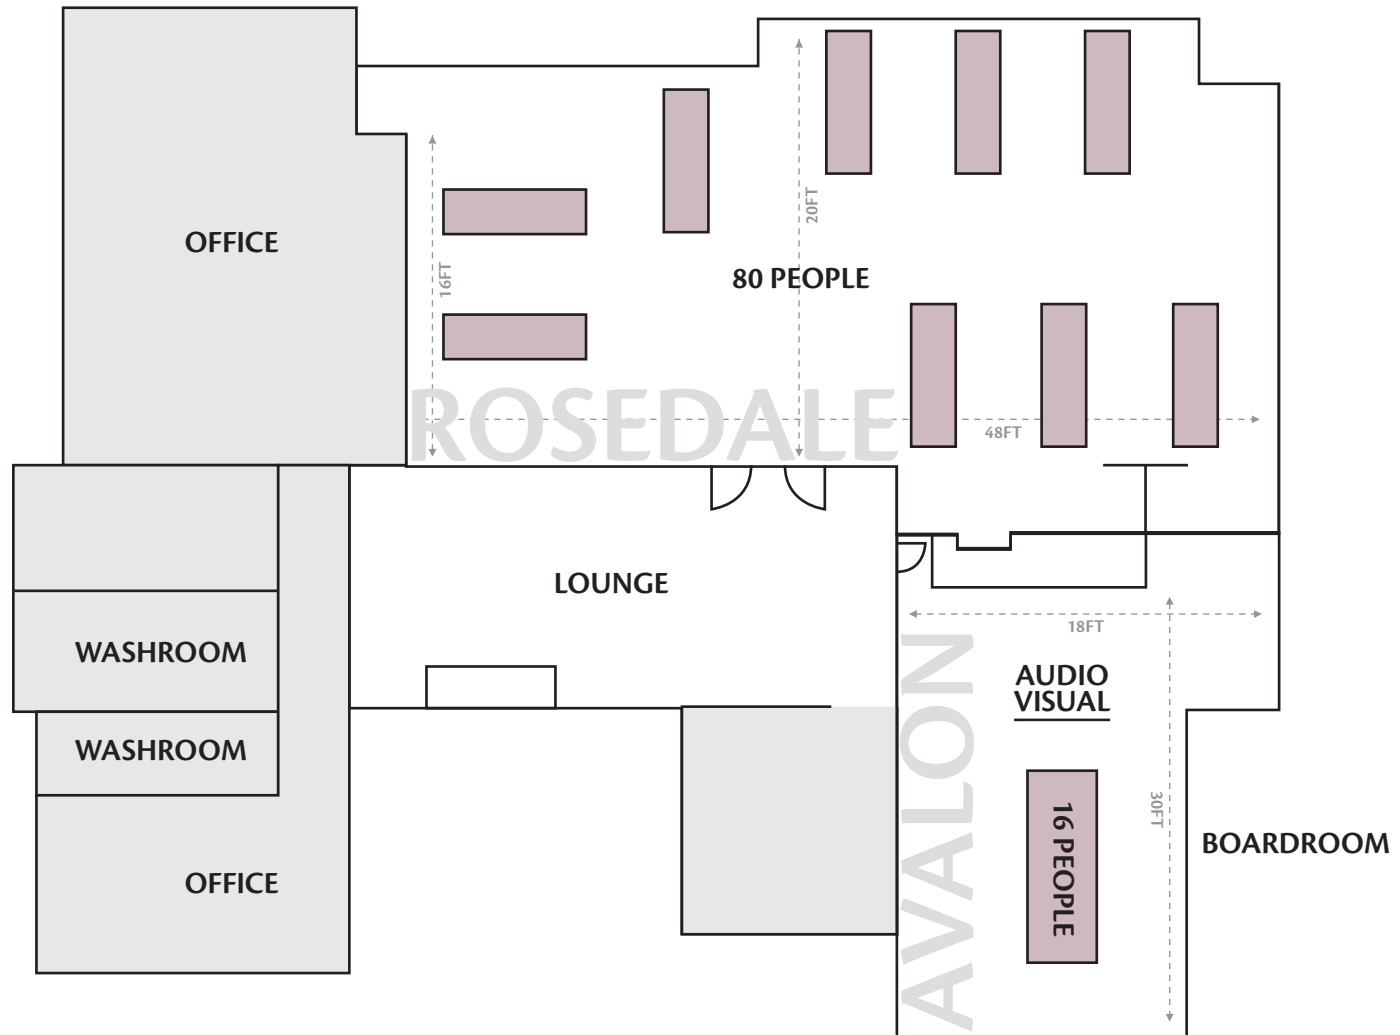 OFFICE
20FT
16FT
80 PEOPLE
ROSEDALE
48FT
LOUNGE
18FT
WASHROOM
AUDIO
VISUAL
AVALON
WASHROOM
30FT
16 PEOPLE
BOARDROOM
OFFICE